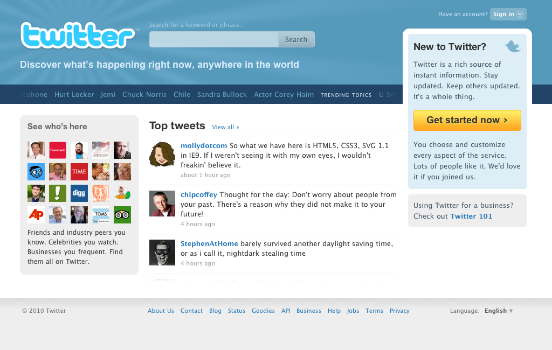 Have an account? Sign in
twitter
Search for a keyword or phrase...
Search
Discover what's happening right now, anywhere in the world
phone Hurt Locker Jemi Chuck Norris Chile Sandra Bullock Actor Corey Haim TRENDING TOPICS
New to Twitter?
Twitter is a rich source of
instant information. Stay
updated. Keep others updated.
It's a whole thing.
Get started now ›
You choose and customize
every aspect of the service.
Lots of people like it. We'd love
it if you joined us.
Using Twitter for a business?
Check out Twitter 101
See who's here
TIME
digg
AP
TOMS
Friends and industry peers you
know. Celebrities you watch.
Businesses you frequent. Find
them all on Twitter.
Top tweets View all ›
mollydotcom So what we have here is HTML5, CSS3, SVG 1.1
in IE9. If I weren't seeing it with my own eyes, I wouldn't
freakin' believe it.
about 1 hour ago
chipcoffey Thought for the day: Don't worry about people from
your past. There's a reason why they did not make it to your
future!
4 hours ago
StephenAtHome barely survived another daylight saving time,
or as i call it, nightdark stealing time
4 hours ago
© 2010 Twitter
About Us Contact Blog Status Goodies API Business Help Jobs Terms Privacy
Language: English